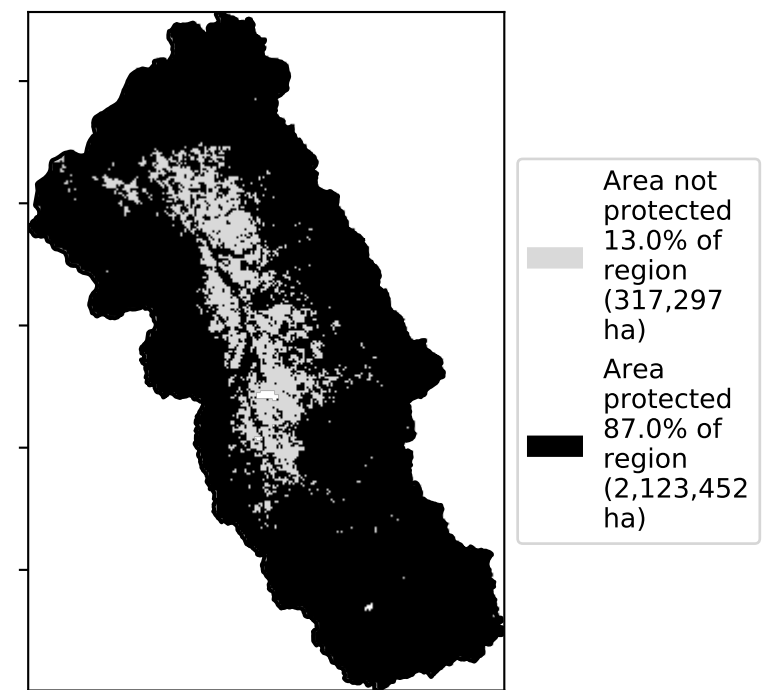 Area not
protected
13.0% of
region
(317,297
ha)
Area
protected
87.0% of
region
(2,123,452
ha)